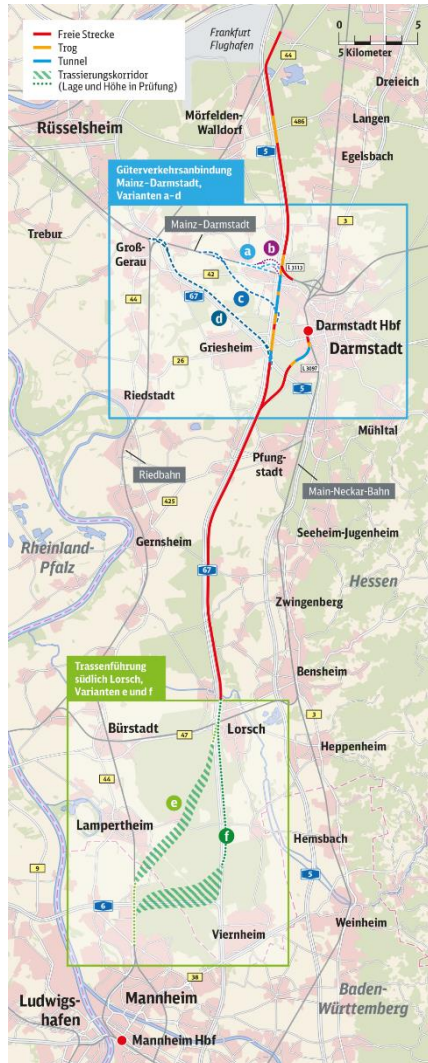 Freie Strecke
Trog
Tunnel
Trassierungskorridor
(Lage und Höhe in Prüfung)
Frankfurt
Flughafen
0
5
5 Kilometer
44
Dreieich
Mörfelden-
Walldorf
486
Langen
Rüsselsheim
5
Egelsbach
Güterverkehrsanbindung
Mainz–Darmstadt,
Varianten a–d
3
Trebur
Mainz–Darmstadt
Groß-
Gerau
b
a
L 3113
42
44
67
c
d
Darmstadt Hbf
Darmstadt
Griesheim
26
L 3097
5
Riedstadt
Mühltal
Pfung-
stadt
Riedbahn
Main-Neckar-Bahn
425
Seeheim-Jugenheim
Gernsheim
Rheinland-
Pfalz
67
Hessen
Zwingenberg
Bensheim
Trassenführung
südlich Lorsch,
Varianten e und f
3
Bürstadt
Lorsch
47
Heppenheim
44
e
Lampertheim
f
Hemsbach
9
5
6
Weinheim
Viernheim
38
Ludwigs-
hafen
Mannheim
Baden-
Württemberg
Mannheim Hbf